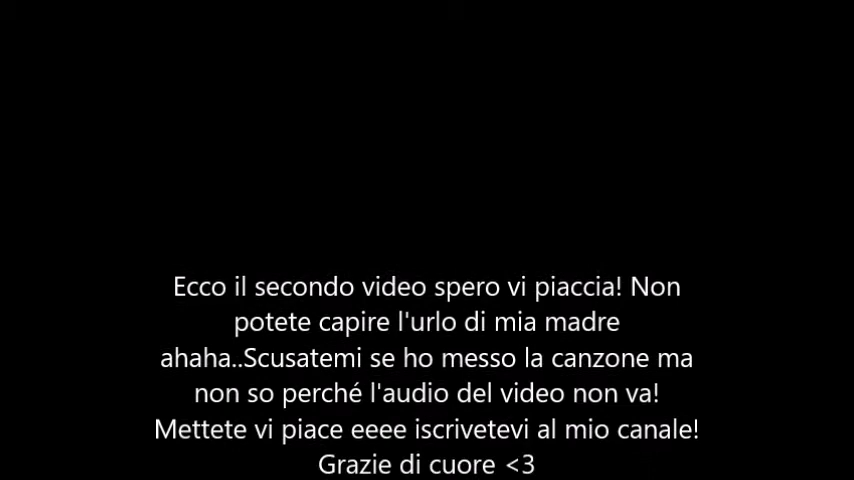 Ecco il secondo video spero vi piaccia! Non
potete capire l'urlo di mia madre
ahaha..Scusatemi se ho messo la canzone ma
non so perché l'audio del video non va!
Mettete vi piace eeee iscrivetevi al mio canale!
Grazie di cuore <3